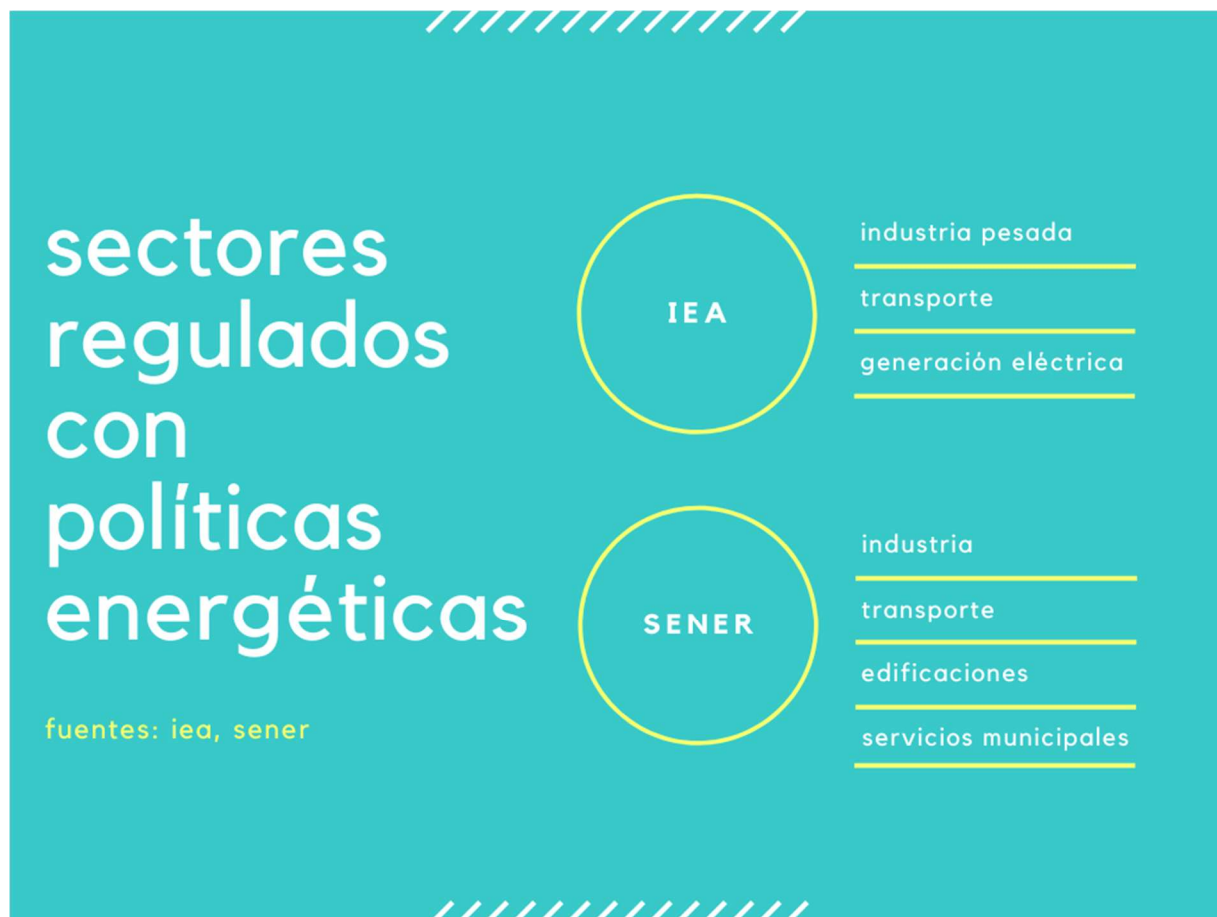 sectores
regulados
con
políticas
energéticas
fuentes: iea, sener
IEA
industria pesada
transporte
generación eléctrica
SENER
industria
transporte
edificaciones
servicios municipales